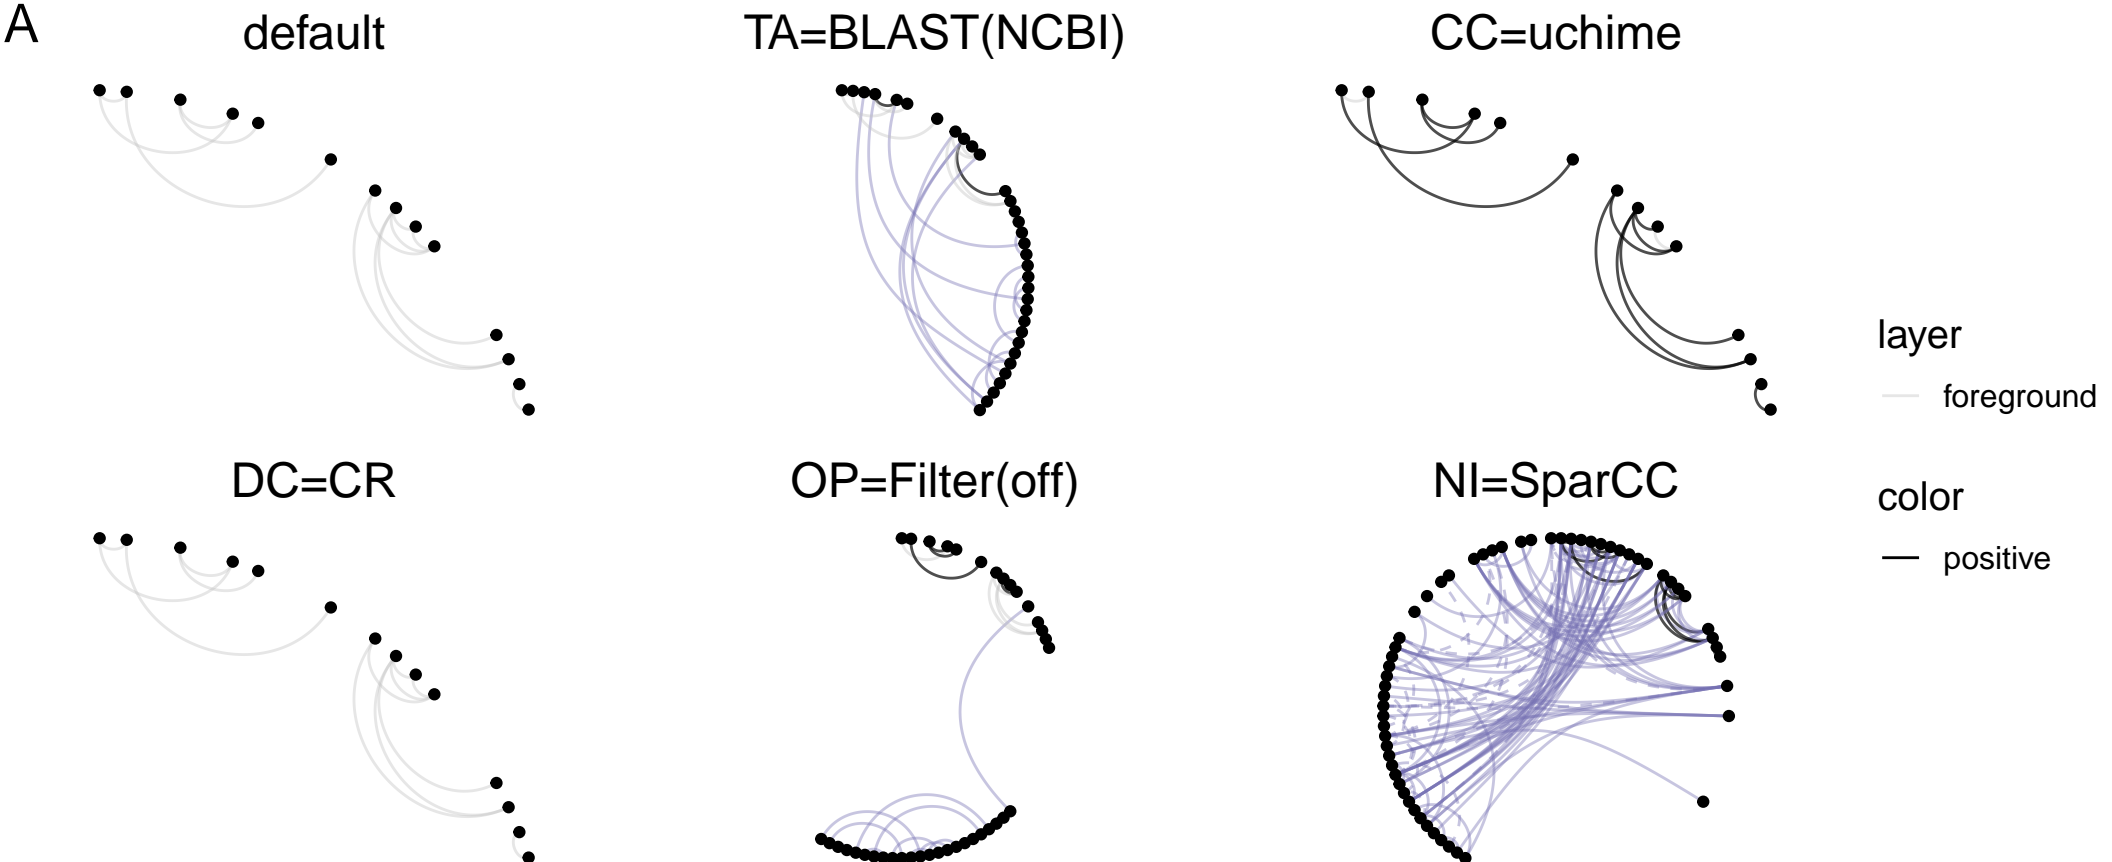 A
default
TA=BLAST(NCBI)
CC=uchime
layer
foreground
DC=CR
OP=Filter(off)
NI=SparCC
color
positive